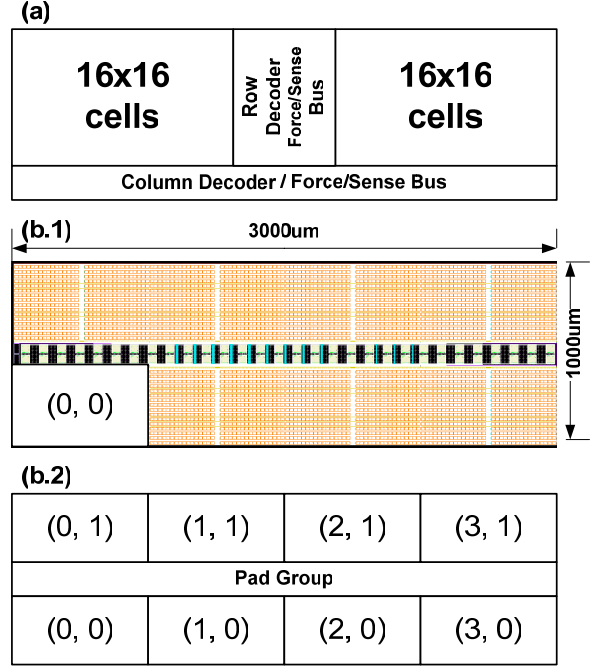 (a)
16x16
cells
Row
Decoder
Force/Sense
Bus
16x16
cells
Column Decoder / Force/Sense Bus
(b.1)
3000um
1000um
(0, 0)
(b.2)
(0, 1) (1, 1) (2, 1) (3, 1)
Pad Group
(0, 0) (1, 0) (2, 0) (3, 0)